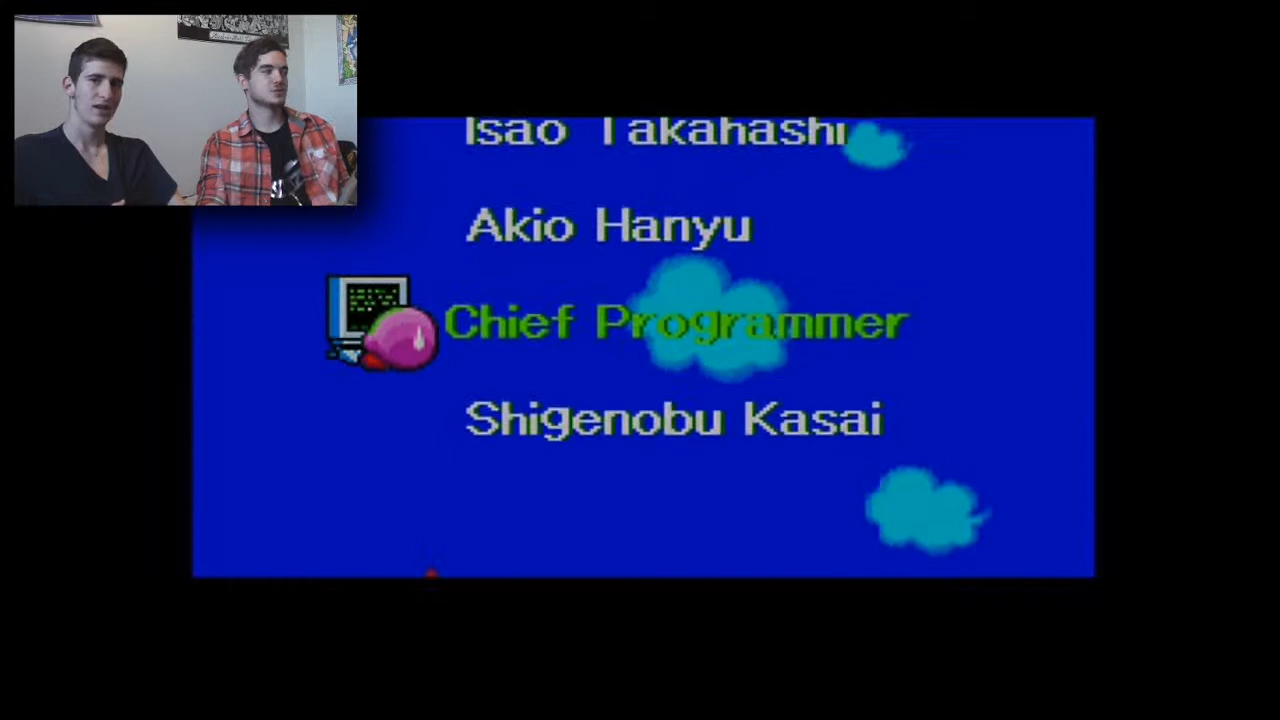 Isao Takahashi
Akio Hanyu
Chief Programmer
Shigenobu Kasai